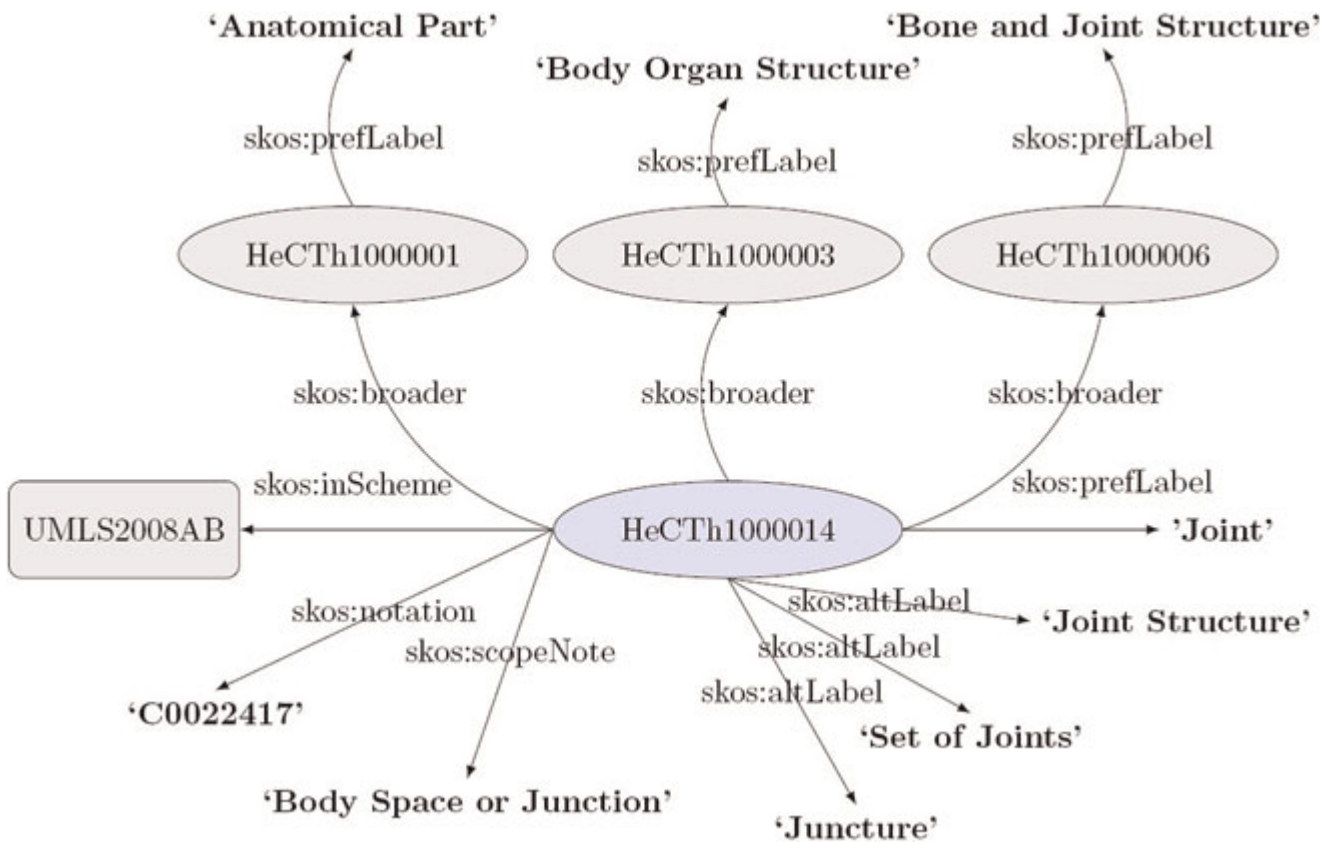 ‘Anatomical Part’
‘Bone and Joint Structure’
‘Body Organ Structure’
skos:prefLabel
skos:prefLabel
skos:prefLabel
HeCTh1000001
HeCTh1000003
HeCTh1000006
skos:broader
skos:broader
skos:broader
skos:inScheme
skos:prefLabel
UMLS2008AB
HeCTh1000014
’Joint’
skos:altLabel
skos:notation
‘Joint Structure’
skos:altLabel
skos:scopeNote
skos:altLabel
‘C0022417’
‘Set of Joints’
‘Body Space or Junction’
‘Juncture’